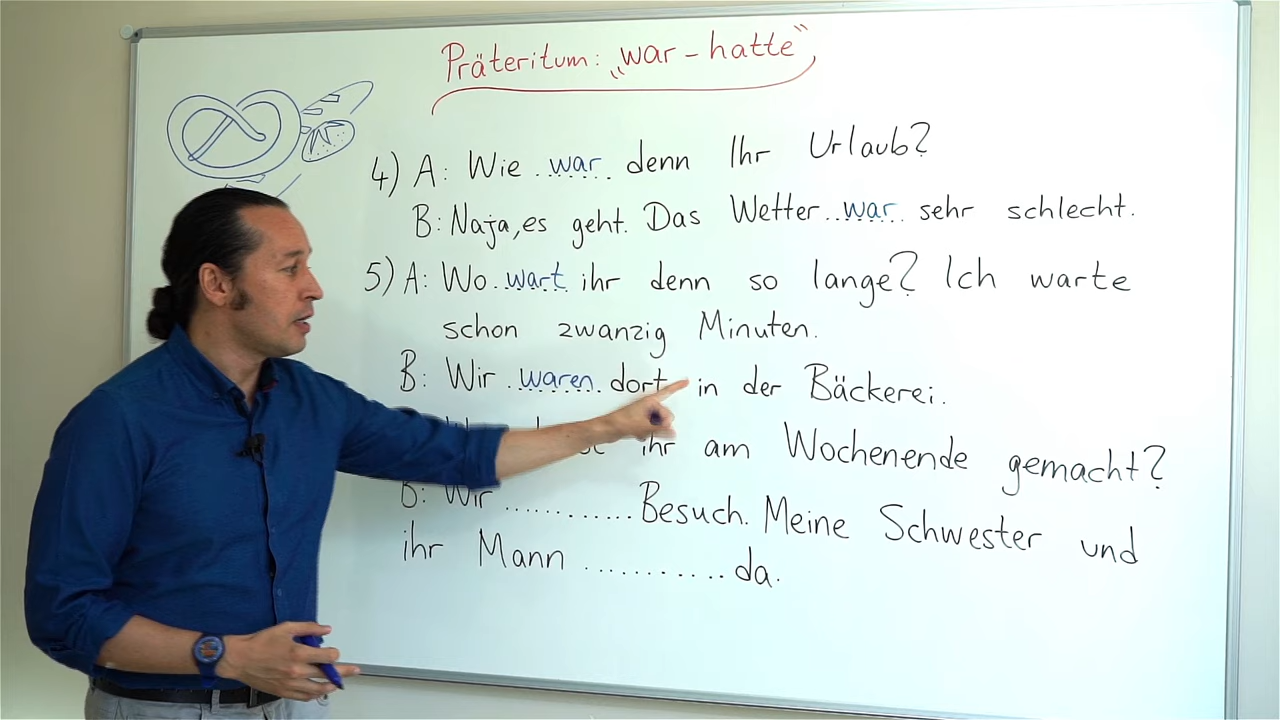 Präteritum: „war - hatte“
4) A: Wie .war. denn Ihr Urlaub?
B: Naja, es geht. Das Wetter ..war. sehr schlecht.
5) A: Wo .wart ihr denn so lange? Ich warte
schon zwanzig Minuten.
B: Wir .waren. dort in der Bäckerei.
ihr am Wochenende gemacht?
B: Wir ............ Besuch. Meine Schwester und
ihr Mann .......... da.